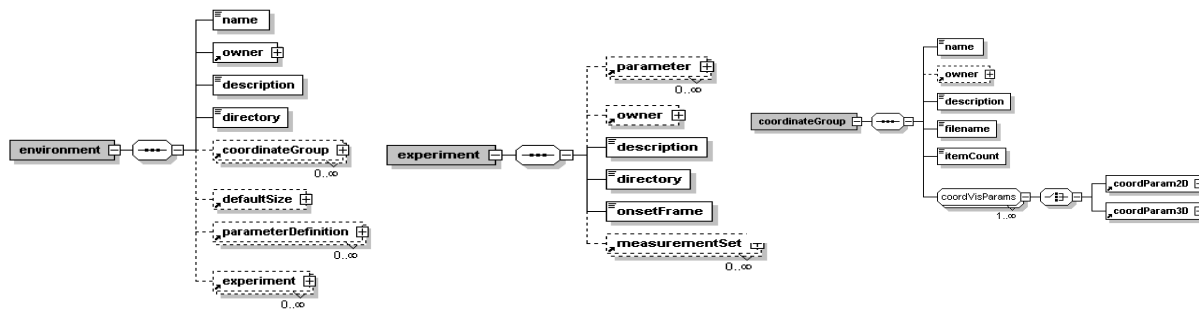 environment
name
owner
description
directory
coordinateGroup
0..∞
defaultSize
parameterDefinition
0..∞
experiment
0..∞
experiment
parameter
0..∞
owner
description
directory
onsetFrame
measurementSet
0..∞
coordinateGroup
name
owner
description
filename
itemCount
coordVisParams
1..∞
coordParam2D
coordParam3D